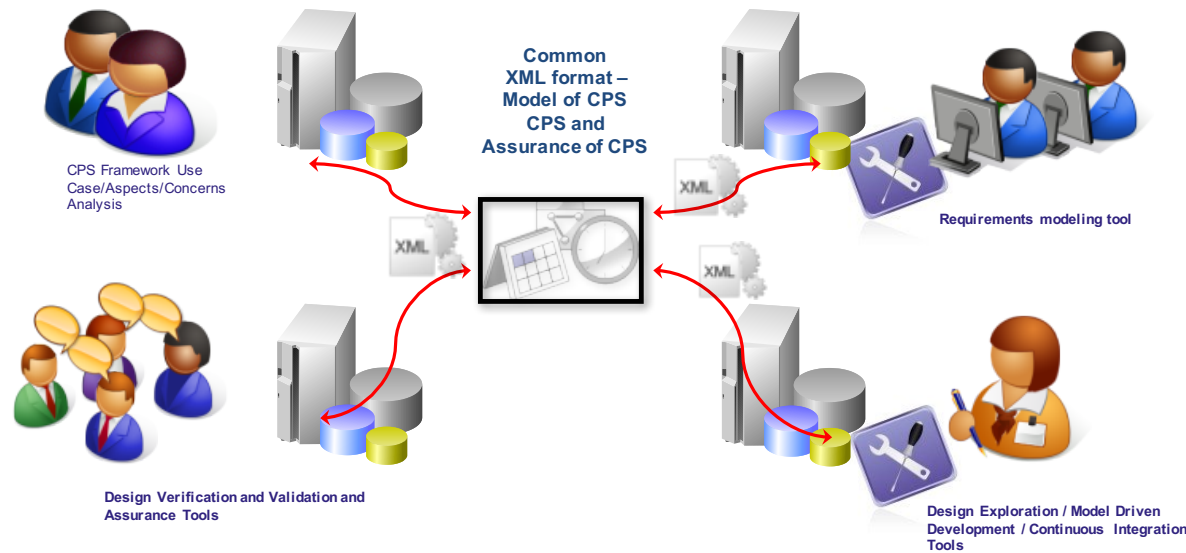 Common
XML format –
Model of CPS
CPS and
Assurance of CPS
CPS Framework Use
Case/Aspects/Concerns
Analysis
XML
Requirements modeling tool
XML
XML
Design Verification and Validation and
Assurance Tools
Design Exploration / Model Driven
Development / Continuous Integration
Tools